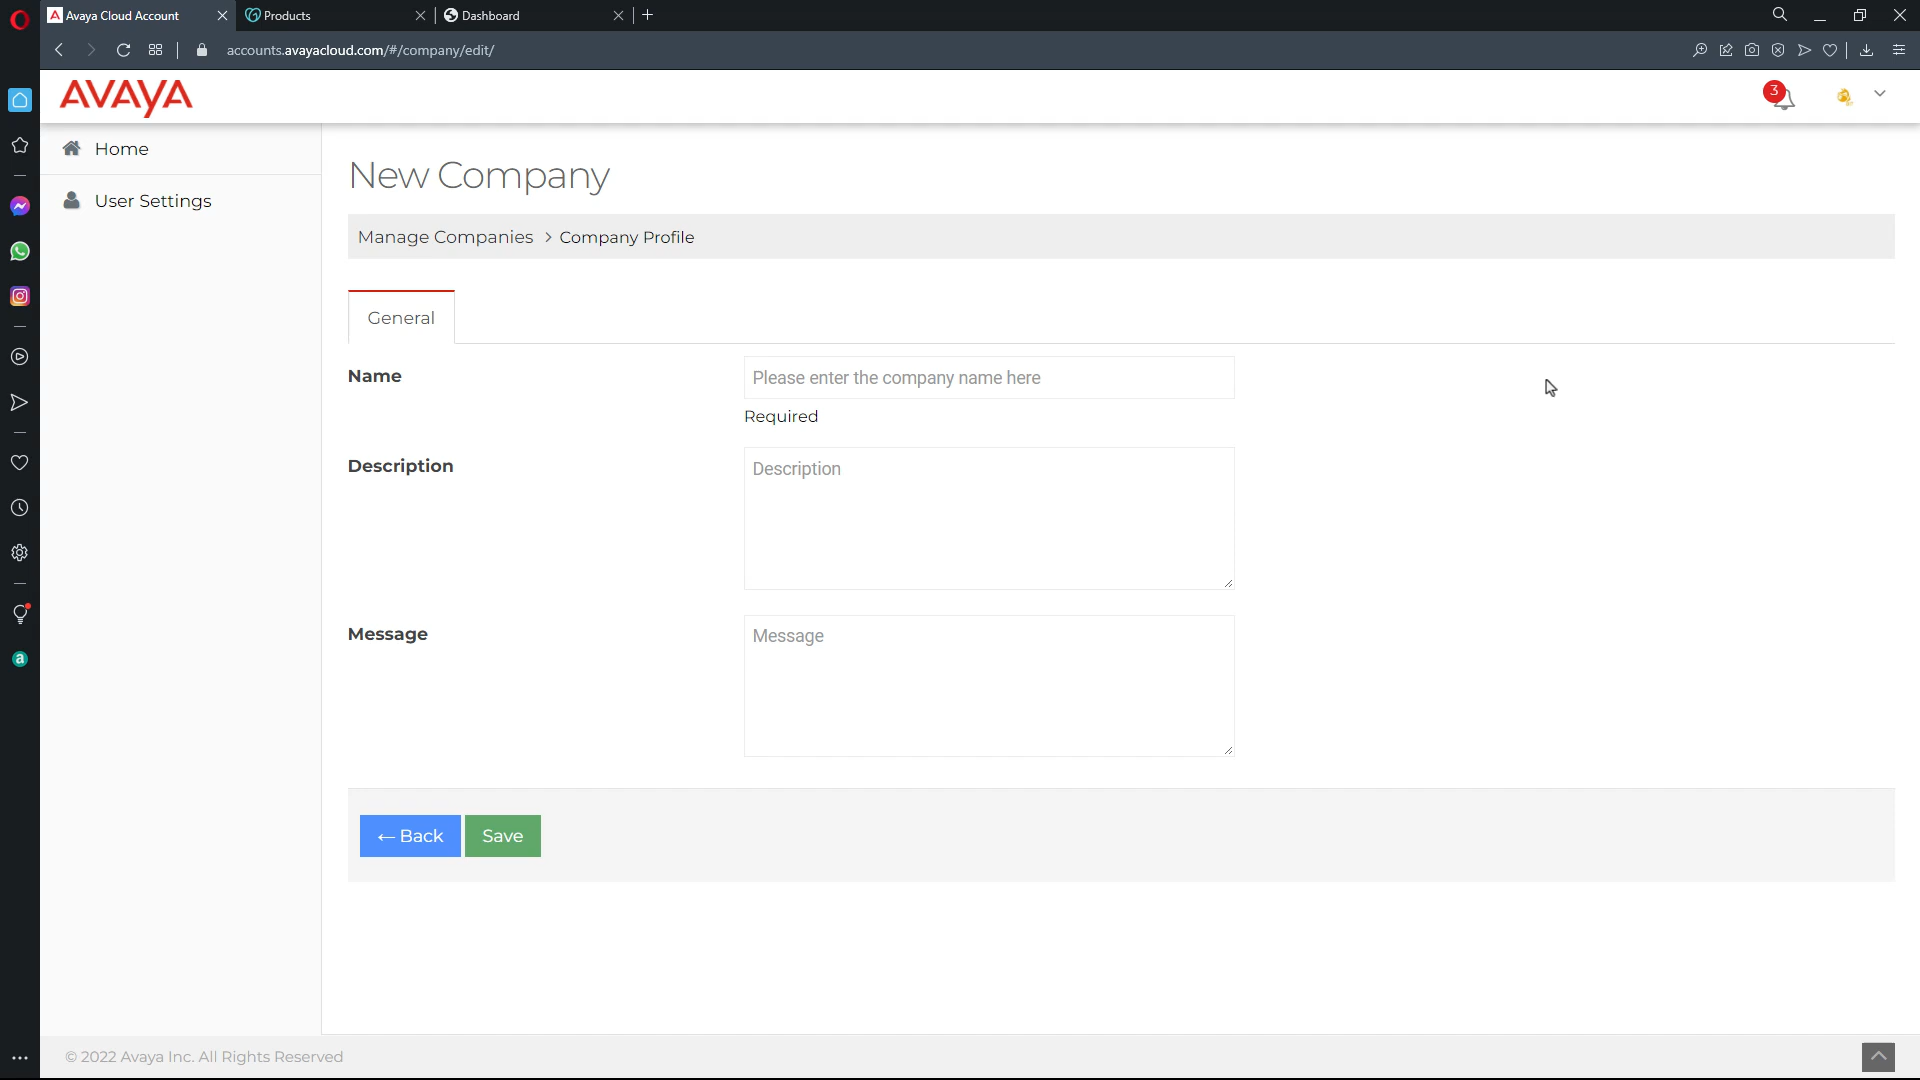 Avaya Cloud Account
Products
Dashboard
accounts.avayacloud.com/#/company/edit/
AVAYA
3
Home
User Settings
New Company
Manage Companies > Company Profile
General
Name
Please enter the company name here
Required
Description
Description
Message
Message
← Back
Save
© 2022 Avaya Inc. All Rights Reserved